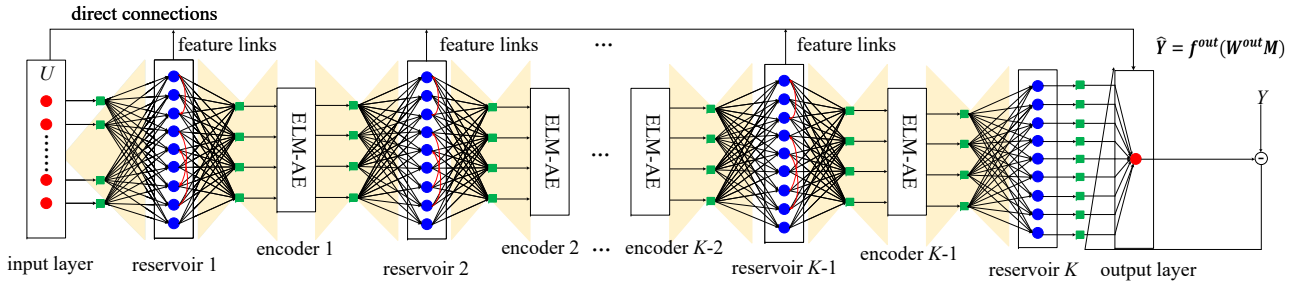 direct connections
feature links
feature links
...
feature links
Ŷ = f^out(W^out M)
U
Y
ELM-AE
ELM-AE
...
ELM-AE
ELM-AE
input layer
reservoir 1
encoder 1
reservoir 2
encoder 2
...
encoder K-2
reservoir K-1
encoder K-1
reservoir K
output layer